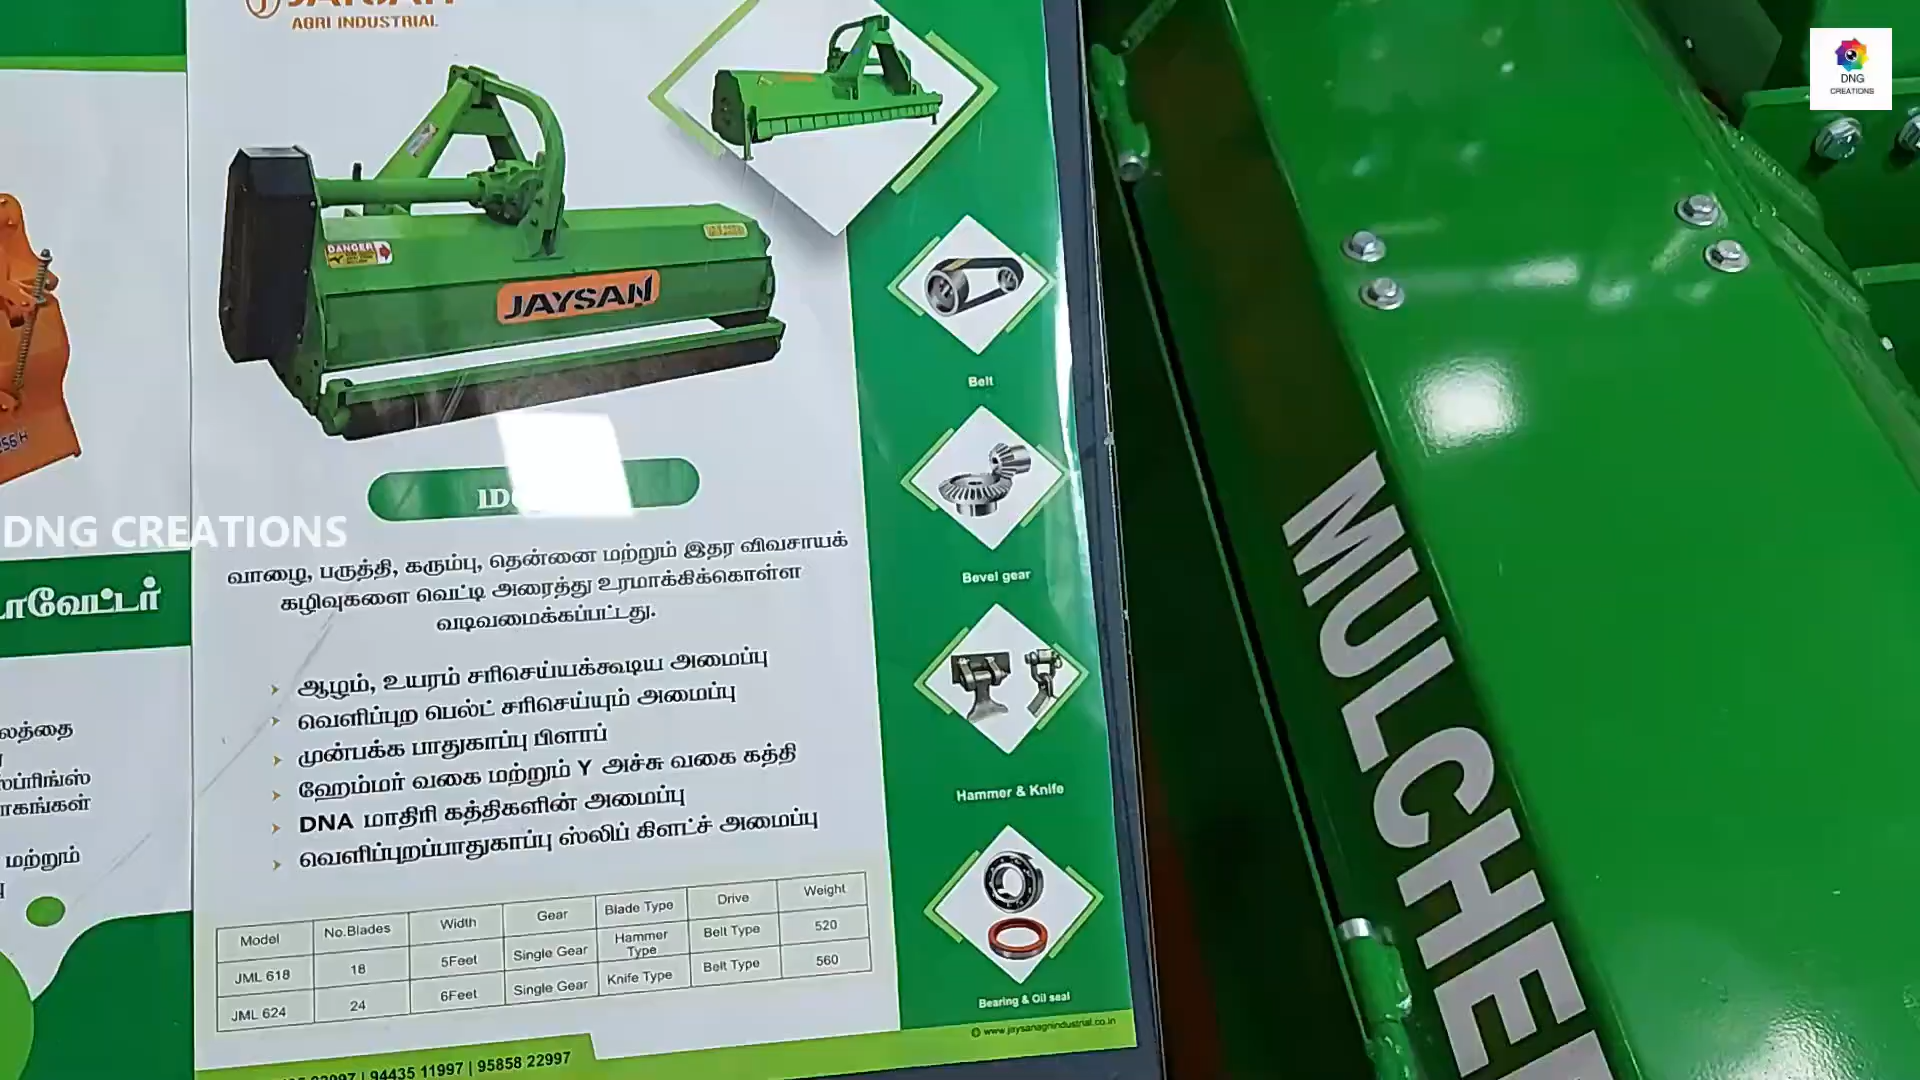 AGRI INDUSTRIAL
DNG
CREATIONS
DANGER
JAYSAN
Belt
DNG CREATIONS
வாழை, பருத்தி, கரும்பு, தென்னை மற்றும் இதர விவசாயக்
கழிவுகளை வெட்டி அரைத்து உரமாக்கிக்கொள்ள
வடிவமைக்கப்பட்டது.
Bevel gear
ஆழம், உயரம் சரிசெய்யக்கூடிய அமைப்பு
வெளிப்புற பெல்ட் சரிசெய்யும் அமைப்பு
முன்பக்க பாதுகாப்பு பிளாப்
ஹேம்மர் வகை மற்றும் Y அச்சு வகை கத்தி
DNA மாதிரி கத்திகளின் அமைப்பு
வெளிப்புறப்பாதுகாப்பு ஸ்லிப் கிளட்ச் அமைப்பு
Hammer & Knife
மற்றும்
Model No.Blades Width Gear Blade Type Drive Weight
JML 618 18 5Feet Single Gear Hammer Type Belt Type 520
JML 624 24 6Feet Single Gear Knife Type Belt Type 560
Bearing & Oil seal
www.jaysanagriindustrial.co.in
94435 11997 | 95858 22997
MULCHER